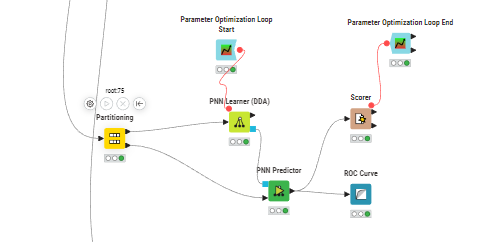 Parameter Optimization Loop
Start
Parameter Optimization Loop End
root:75
Partitioning
PNN Learner (DDA)
Scorer
PNN Predictor
ROC Curve